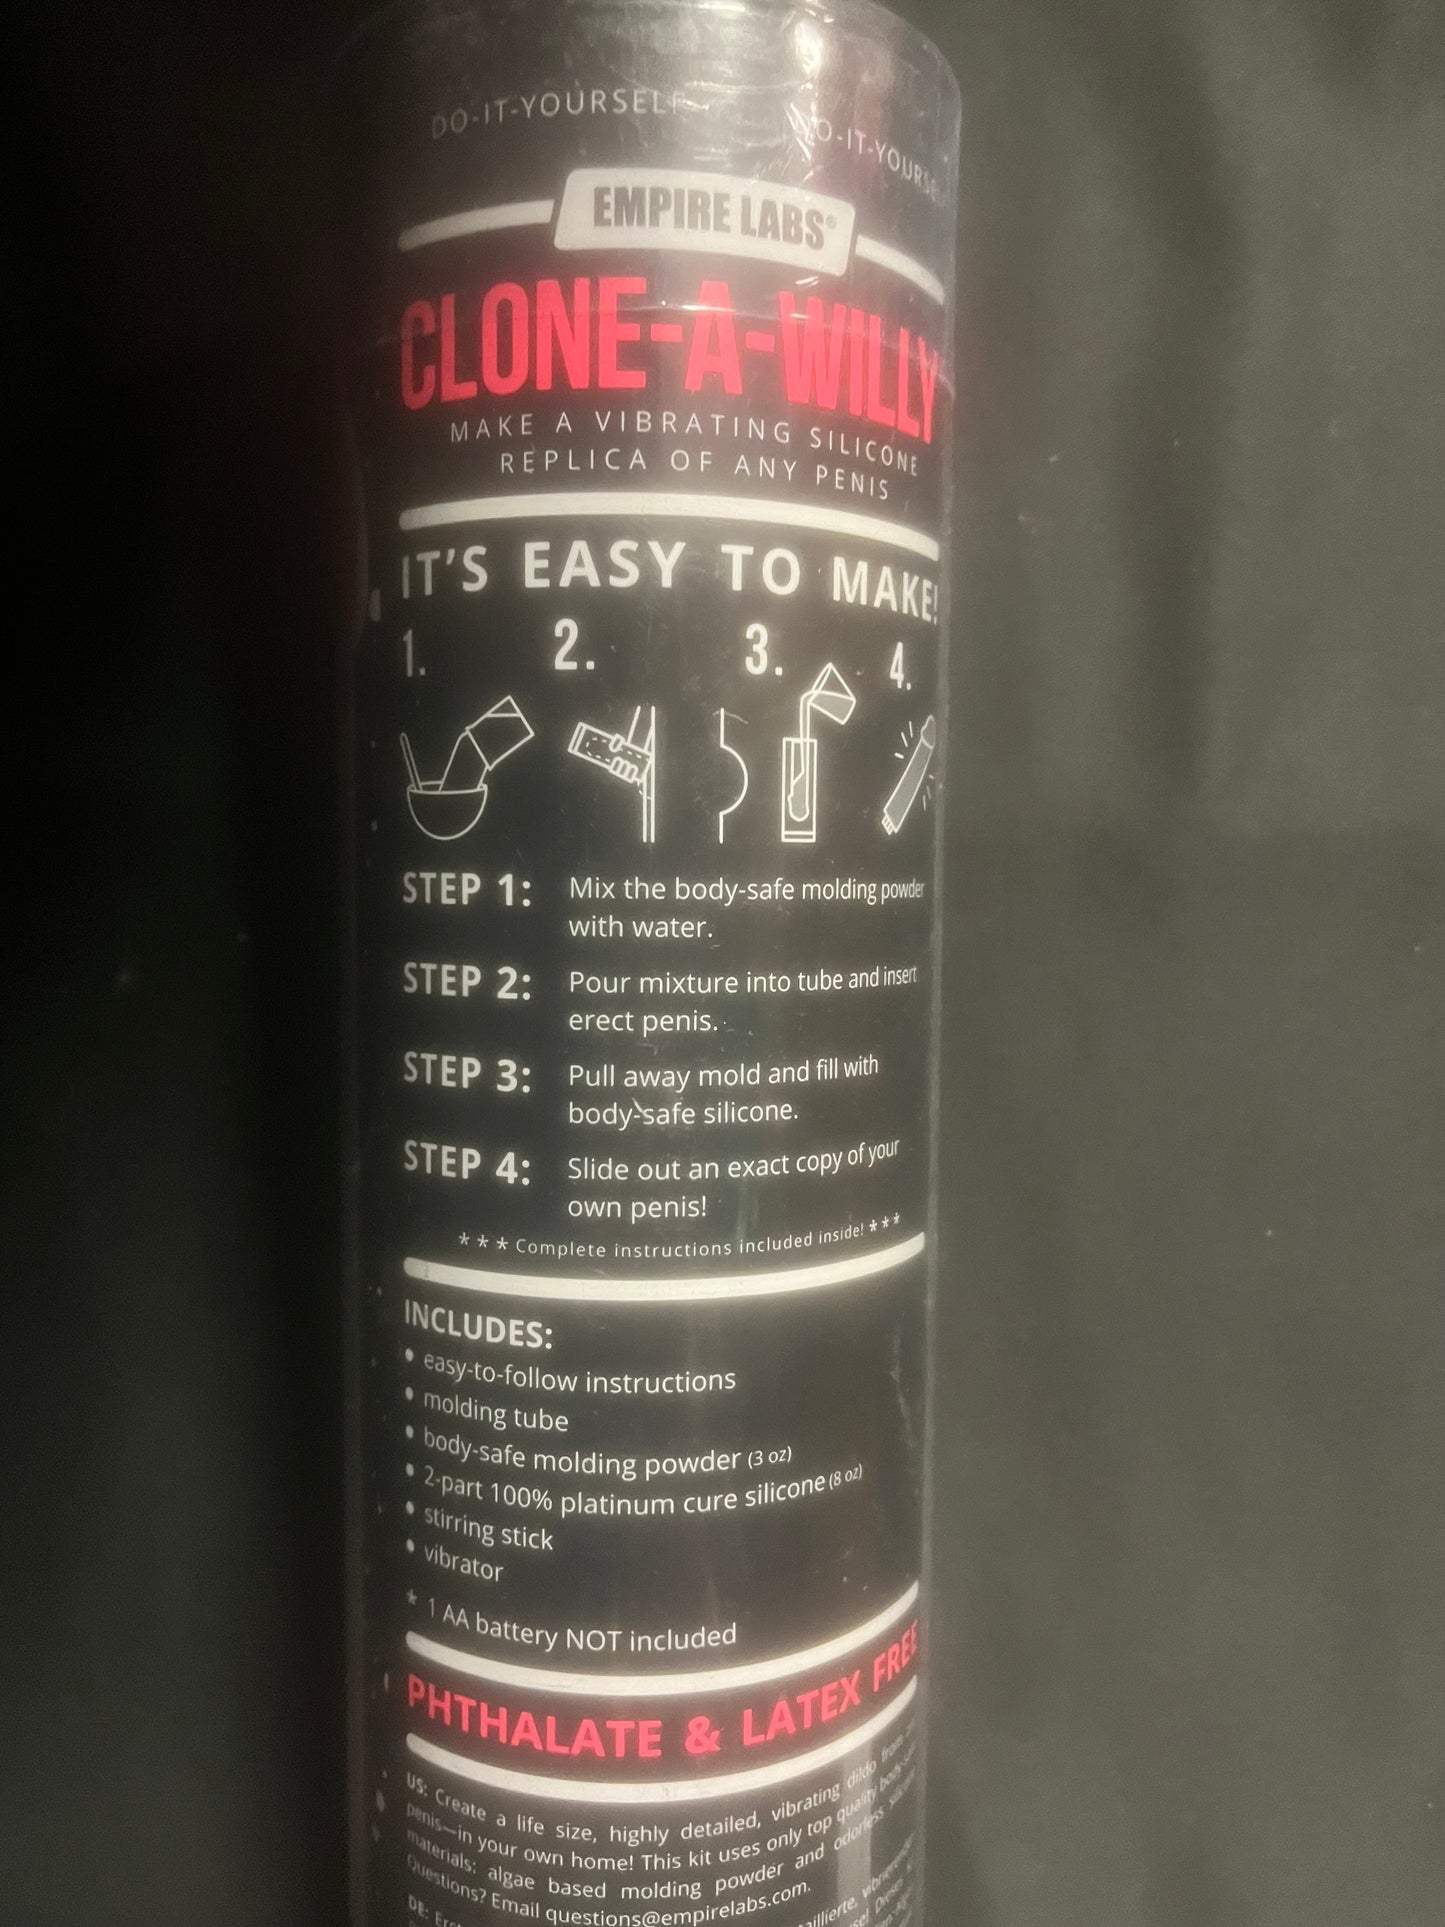 DO-IT-YOURSELF
DO-IT-YOURSE
EMPIRE LABS®
CLONE-A-WILLY
MAKE A VIBRATING SILICONE
REPLICA OF ANY PENIS
IT'S EASY TO MAKE!
1. 2. 3. 4.
STEP 1: Mix the body-safe molding powder
with water.
STEP 2: Pour mixture into tube and insert
erect penis.
STEP 3: Pull away mold and fill with
body-safe silicone.
STEP 4: Slide out an exact copy of your
own penis!
* * * Complete instructions included inside! * * *
INCLUDES:
• easy-to-follow instructions
• molding tube
• body-safe molding powder (3 oz)
• 2-part 100% platinum cure silicone (8 oz)
• stirring stick
• vibrator
* 1 AA battery NOT included
PHTHALATE & LATEX FREE
US: Create a life size, highly detailed, vibrating dildo from any
penis—in your own home! This kit uses only top quality body-safe
materials: algae based molding powder and odorless silicone.
Questions? Email questions@empirelabs.com.
DE: